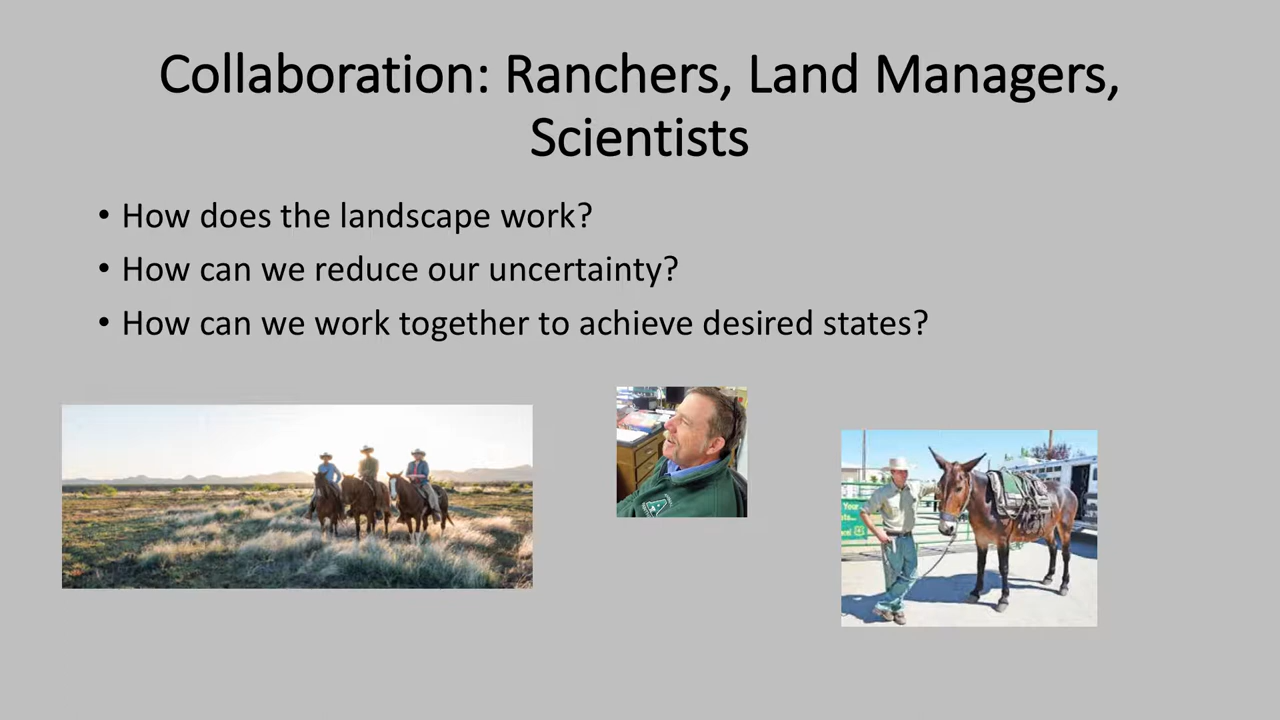 Collaboration: Ranchers, Land Managers,
Scientists
• How does the landscape work?
• How can we reduce our uncertainty?
• How can we work together to achieve desired states?
Your